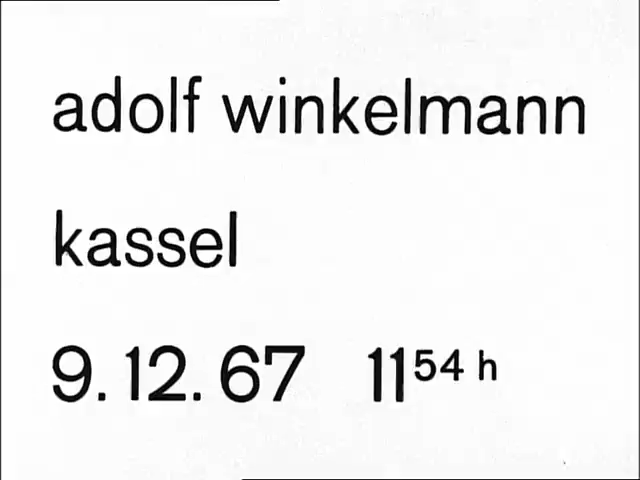 adolf winkelmann
kassel
9.12.67 11⁵⁴ h